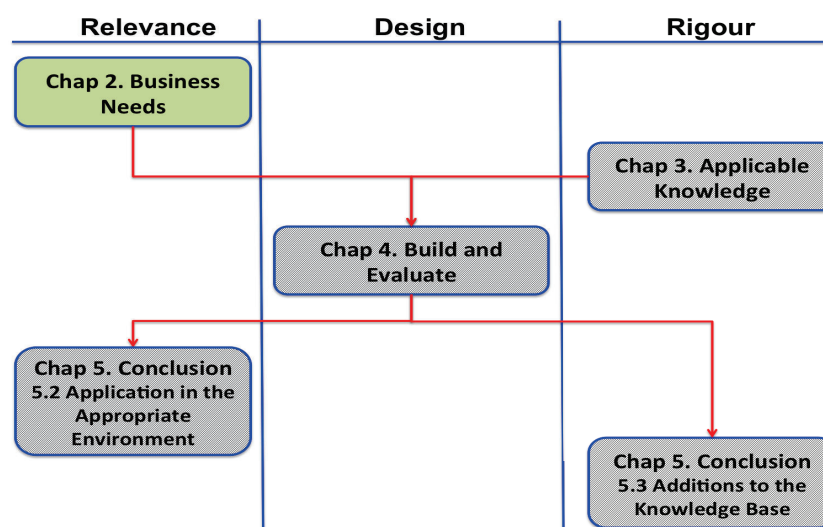 Relevance
Design
Rigour
Chap 2. Business
Needs
Chap 3. Applicable
Knowledge
Chap 4. Build and
Evaluate
Chap 5. Conclusion
5.2 Application in the
Appropriate
Environment
Chap 5. Conclusion
5.3 Additions to the
Knowledge Base